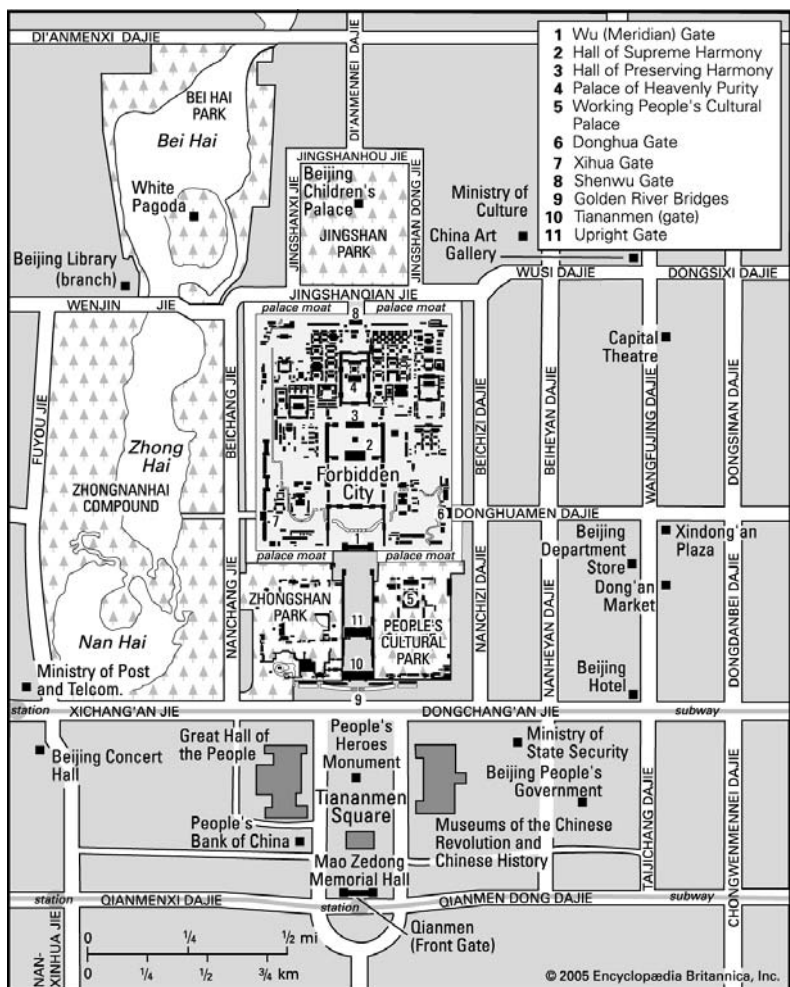 DI'ANMENXI DAJIE
1 Wu (Meridian) Gate
2 Hall of Supreme Harmony
3 Hall of Preserving Harmony
4 Palace of Heavenly Purity
5 Working People's Cultural
Palace
6 Donghua Gate
7 Xihua Gate
8 Shenwu Gate
9 Golden River Bridges
10 Tiananmen (gate)
11 Upright Gate
DI'ANMENNEI DAJIE
BEI HAI
PARK
Bei Hai
White
Pagoda
JINGSHANHOU JIE
JINGSHANXI JIE
Beijing
Children's
Palace
JINGSHAN
PARK
JINGSHAN DONG JIE
Ministry of
Culture
China Art
Gallery
Beijing Library
(branch)
WUSI DAJIE
DONGSIXI DAJIE
WENJIN JIE
JINGSHANQIAN JIE
palace moat
8
palace moat
Capital
Theatre
4
3
2
Forbidden
City
7
6
1
palace moat
palace moat
FUYOU JIE
BEICHANG JIE
BEICHIZI DAJIE
BEIHEYAN DAJIE
WANGFUJING DAJIE
DONGSINAN DAJIE
Zhong
Hai
ZHONGNANHAI
COMPOUND
DONGHUAMEN DAJIE
Beijing
Department
Store
Xindong'an
Plaza
Dong'an
Market
ZHONGSHAN
PARK
5
PEOPLE'S
CULTURAL
PARK
11
10
9
NANCHANG JIE
NANCHIZI DAJIE
NANHEYAN DAJIE
DONGDANBEI DAJIE
Nan Hai
Ministry of Post
and Telcom.
Beijing
Hotel
station
XICHANG'AN JIE
DONGCHANG'AN JIE
subway
Beijing Concert
Hall
Great Hall of
the People
People's
Heroes
Monument
Tiananmen
Square
Ministry of
State Security
Beijing People's
Government
People's
Bank of China
Museums of the Chinese
Revolution and
Chinese History
Mao Zedong
Memorial Hall
TAIJICHANG DAJIE
CHONGWENMENNEI DAJIE
station
QIANMENXI DAJIE
station
QIANMEN DONG DAJIE
subway
Qianmen
(Front Gate)
NAN-
XINHUA JIE
0 1/4 1/2 mi
0 1/4 1/2 3/4 km
© 2005 Encyclopædia Britannica, Inc.